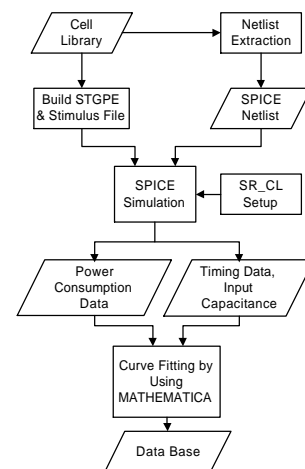 Cell
Library
Netlist
Extraction
Build STGPE
& Stimulus File
SPICE
Netlist
SPICE
Simulation
SR_CL
Setup
Power
Consumption
Data
Timing Data,
Input
Capacitance
Curve Fitting by
Using
MATHEMATICA
Data Base